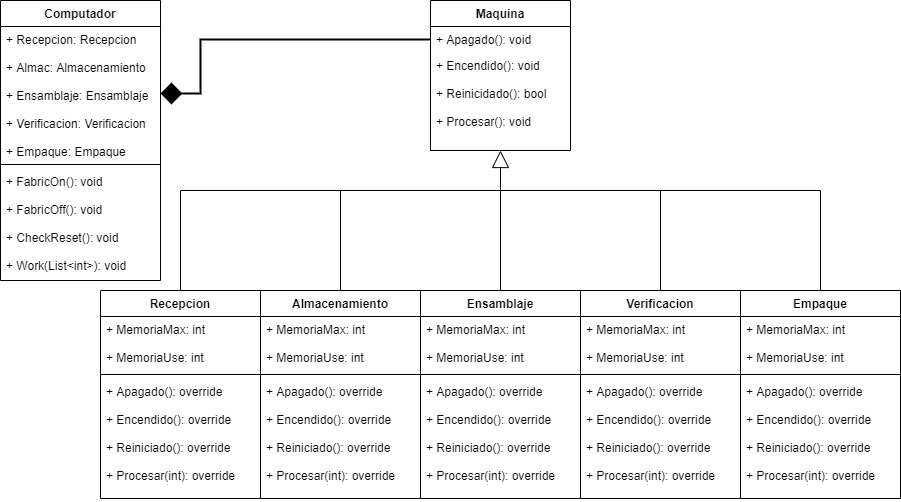 Computador
+ Recepcion: Recepcion
+ Almac: Almacenamiento
+ Ensamblaje: Ensamblaje
+ Verificacion: Verificacion
+ Empaque: Empaque
+ FabricOn(): void
+ FabricOff(): void
+ CheckReset(): void
+ Work(List<int>): void
Maquina
+ Apagado(): void
+ Encendido(): void
+ Reinicidado(): bool
+ Procesar(): void
Recepcion
+ MemoriaMax: int
+ MemoriaUse: int
+ Apagado(): override
+ Encendido(): override
+ Reiniciado(): override
+ Procesar(int): override
Almacenamiento
+ MemoriaMax: int
+ MemoriaUse: int
+ Apagado(): override
+ Encendido(): override
+ Reiniciado(): override
+ Procesar(int): override
Ensamblaje
+ MemoriaMax: int
+ MemoriaUse: int
+ Apagado(): override
+ Encendido(): override
+ Reiniciado(): override
+ Procesar(int): override
Verificacion
+ MemoriaMax: int
+ MemoriaUse: int
+ Apagado(): override
+ Encendido(): override
+ Reiniciado(): override
+ Procesar(int): override
Empaque
+ MemoriaMax: int
+ MemoriaUse: int
+ Apagado(): override
+ Encendido(): override
+ Reiniciado(): override
+ Procesar(int): override